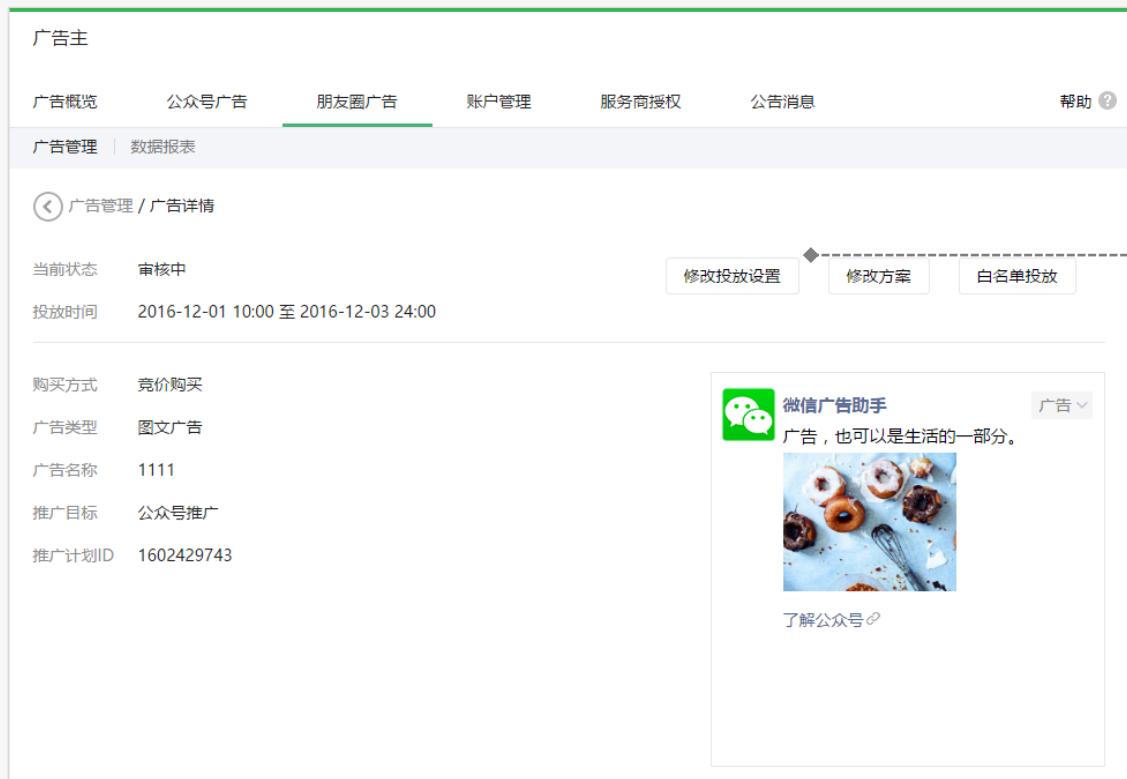 广告主
广告概览 公众号广告 朋友圈广告 账户管理 服务商授权 公告消息 帮助 ?
广告管理 数据报表
广告管理 / 广告详情
当前状态 审核中
修改投放设置 修改方案 白名单投放
投放时间 2016-12-01 10:00 至 2016-12-03 24:00
购买方式 竞价购买
广告类型 图文广告
广告名称 1111
推广目标 公众号推广
推广计划ID 1602429743
微信广告助手 广告
广告，也可以是生活的一部分。
了解公众号